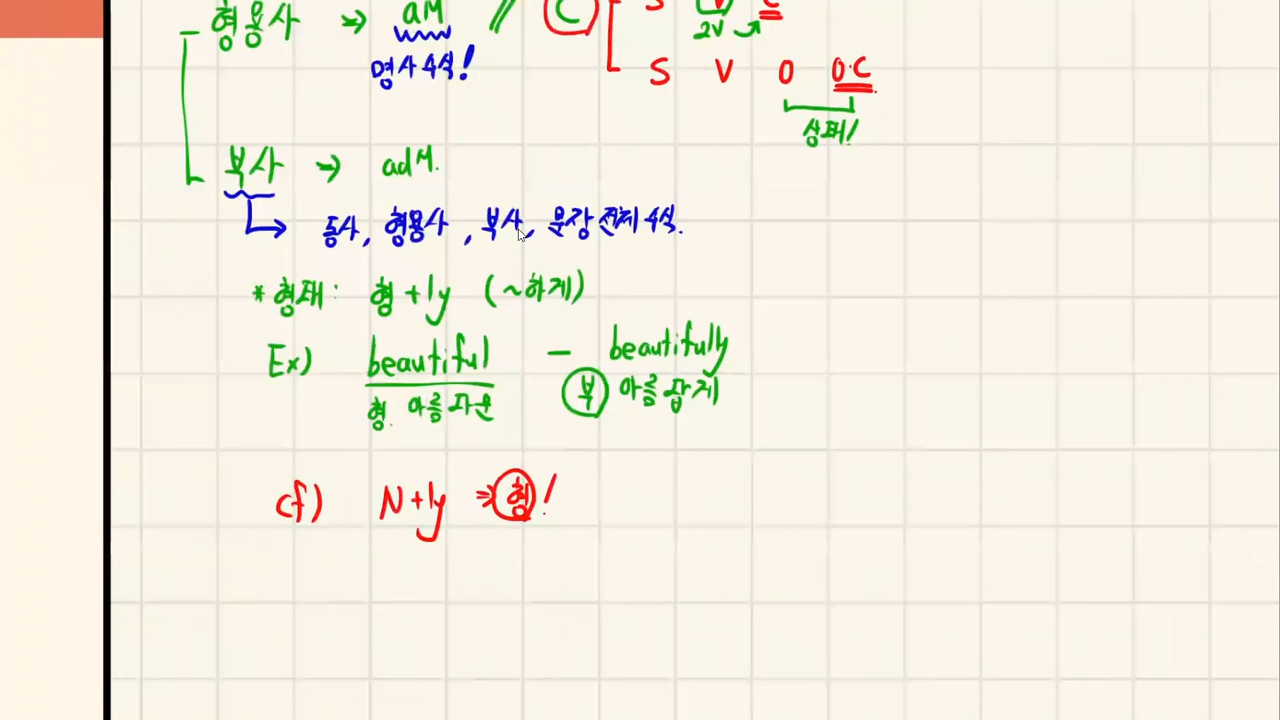 형용사 → aM // C S V C
명사 수식! 2V
S V O O·C
상태!
부사 → adM.
동사, 형용사, 부사, 문장 전체 수식.
* 형태: 형+ly (~하게)
Ex) beautiful - beautifully
형. 아름다운 부 아름답게
cf) N+ly ⇒ 형!